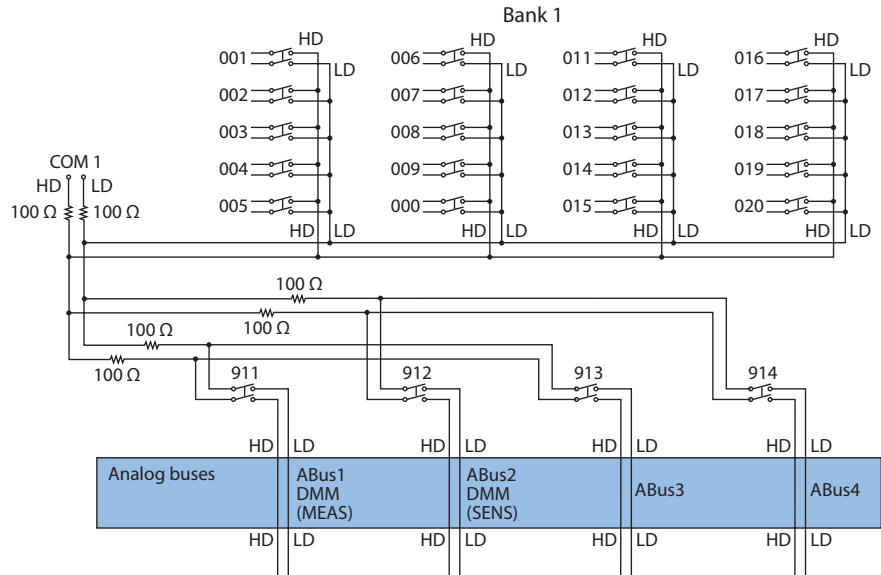 Bank 1
HD HD HD HD
001 LD 006 LD 011 LD 016 LD
002 007 012 017
003 008 013 018
COM 1
004 009 014 019
HD LD
100 Ω 100 Ω
005 000 015 020
HD LD HD LD HD LD HD LD
100 Ω
100 Ω
100 Ω
100 Ω
911 912 913 914
HD LD HD LD HD LD HD LD
Analog buses
ABus1
DMM
(MEAS)
ABus2
DMM
(SENS)
ABus3
ABus4
HD LD HD LD HD LD HD LD